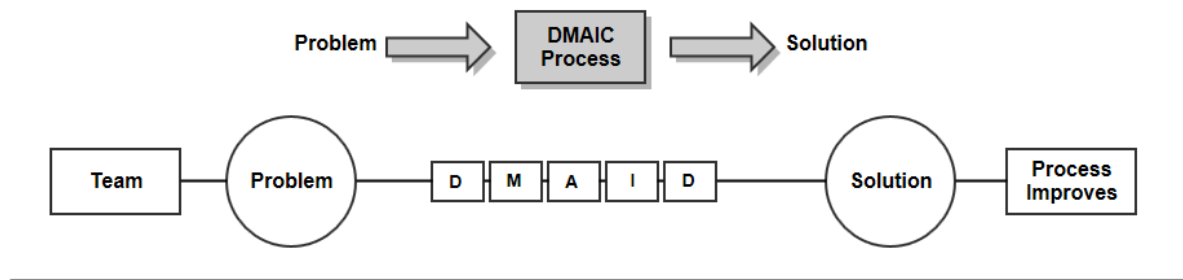 Problem
DMAIC
Process
Solution
Team
Problem
D
M
A
I
D
Solution
Process
Improves